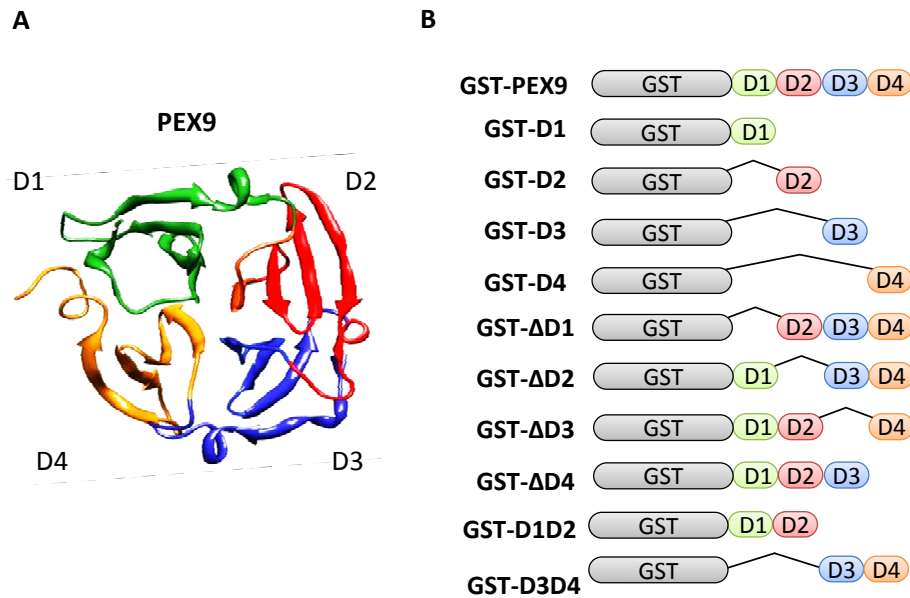 A
PEX9
D1 D2
D4 D3
B
GST-PEX9 GST D1 D2 D3 D4
GST-D1 GST D1
GST-D2 GST D2
GST-D3 GST D3
GST-D4 GST D4
GST-ΔD1 GST D2 D3 D4
GST-ΔD2 GST D1 D3 D4
GST-ΔD3 GST D1 D2 D4
GST-ΔD4 GST D1 D2 D3
GST-D1D2 GST D1 D2
GST-D3D4 GST D3 D4